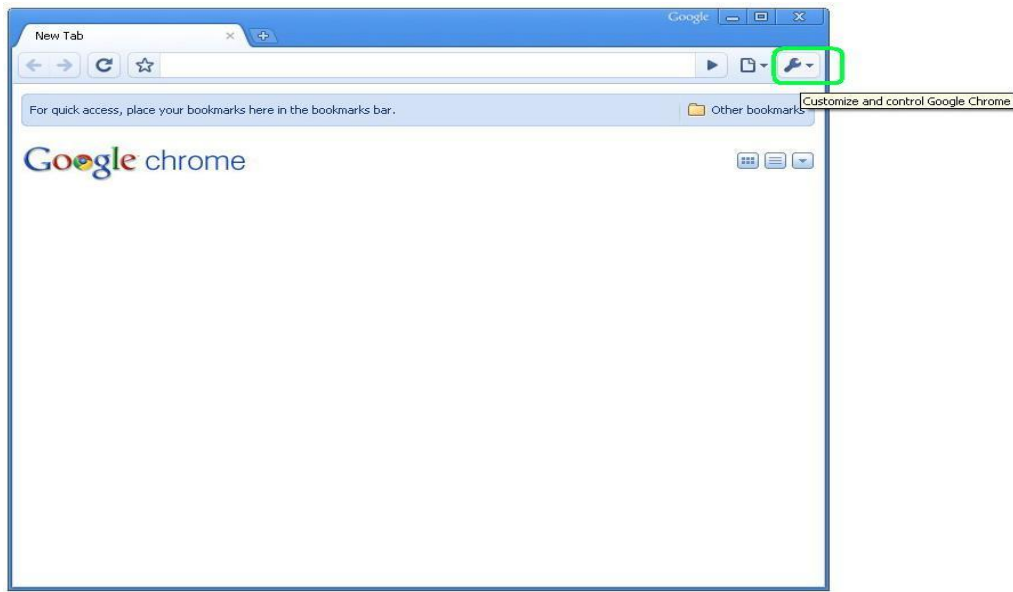 Google
New Tab
Customize and control Google Chrome
For quick access, place your bookmarks here in the bookmarks bar.
Other bookmarks
Google chrome